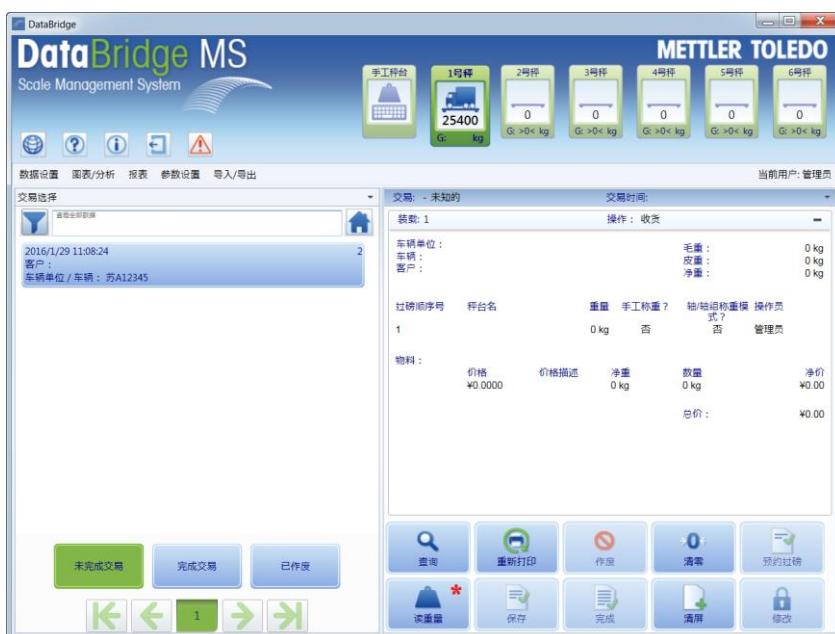 DataBridge
DataBridge MS
METTLER TOLEDO
Scale Management System
手工秤台
1号秤
2号秤
3号秤
4号秤
5号秤
6号秤
25400
0
0
0
0
0
G: kg
G: >0< kg
G: >0< kg
G: >0< kg
G: >0< kg
G: >0< kg
数据设置 图表/分析 报表 参数设置 导入/导出
当前用户: 管理员
交易选择
查看全部数据
2016/1/29 11:08:24 2
客户：
车辆单位 / 车辆： 苏A12345
未完成交易
完成交易
已作废
1
交易: - 未知的 交易时间:
装载: 1 操作： 收货
车辆单位：
车辆：
客户：
毛重： 0 kg
皮重： 0 kg
净重： 0 kg
过磅顺序号 秤台名 重量 手工称重？ 轴/轴组称重模式？ 操作员
1 0 kg 否 否 管理员
物料：
价格 价格描述 净重 数量 净价
¥0.0000 0 kg 0 kg ¥0.00
总价： ¥0.00
查询
重新打印
作废
0
清零
预约过磅
读重量
*
保存
完成
清屏
修改